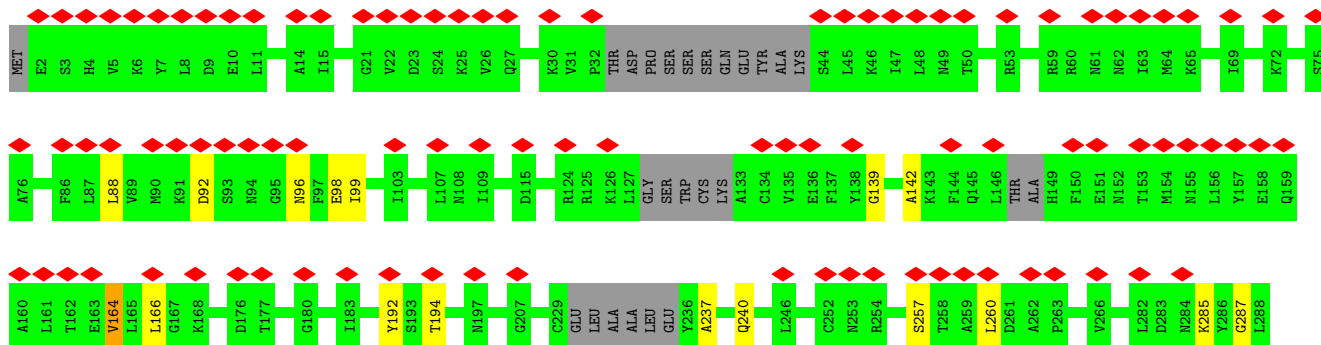 MET E2 S3 H4 V5 K6 Y7 L8 D9 E10 L11 A14 I15 G21 V22 D23 S24 K25 V26 Q27 K30 V31 P32 THR ASP PRO SER SER SER GLN GLU TYR ALA LYS S44 L45 K46 I47 L48 N49 T50 R53 R59 R60 N61 N62 I63 M64 K65 I69 K72 S75
A76 F86 L87 L88 V89 M90 K91 D92 S93 N94 G95 N96 F97 E98 I99 I103 L107 N108 I109 D115 R124 R125 K126 L127 GLY SER TRP CYS LYS A133 C134 V135 E136 F137 Y138 G139 A142 K143 F144 Q145 L146 THR ALA H149 F150 E151 N152 T153 M154 N155 L156 Y157 E158 Q159
A160 L161 T162 E163 V164 L165 L166 G167 K168 D176 T177 G180 I183 Y192 S193 T194 N197 G207 C229 GLU LEU ALA ALA LEU GLU Y236 A237 Q240 L246 C252 N253 R254 S257 T258 A259 L260 D261 A262 P263 V266 L282 D283 N284 K285 Y286 G287 L288